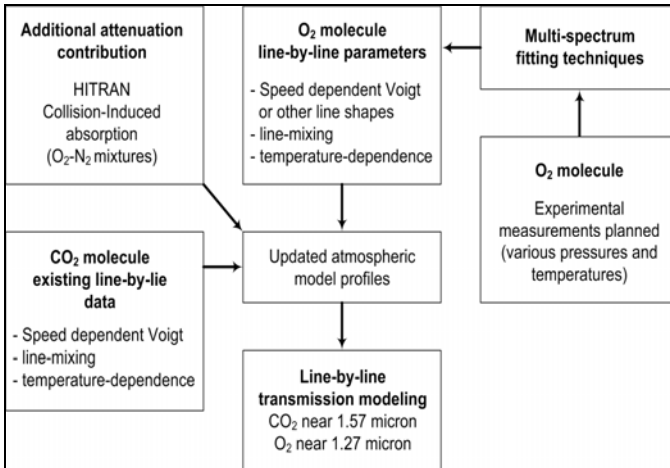 Additional attenuation
contribution
HITRAN
Collision-Induced
absorption
(O₂-N₂ mixtures)
O₂ molecule
line-by-line parameters
- Speed dependent Voigt
or other line shapes
- line-mixing
- temperature-dependence
Multi-spectrum
fitting techniques
O₂ molecule
Experimental
measurements planned
(various pressures and
temperatures)
CO₂ molecule
existing line-by-lie
data
- Speed dependent Voigt
- line-mixing
- temperature-dependence
Updated atmospheric
model profiles
Line-by-line
transmission modeling
CO₂ near 1.57 micron
O₂ near 1.27 micron